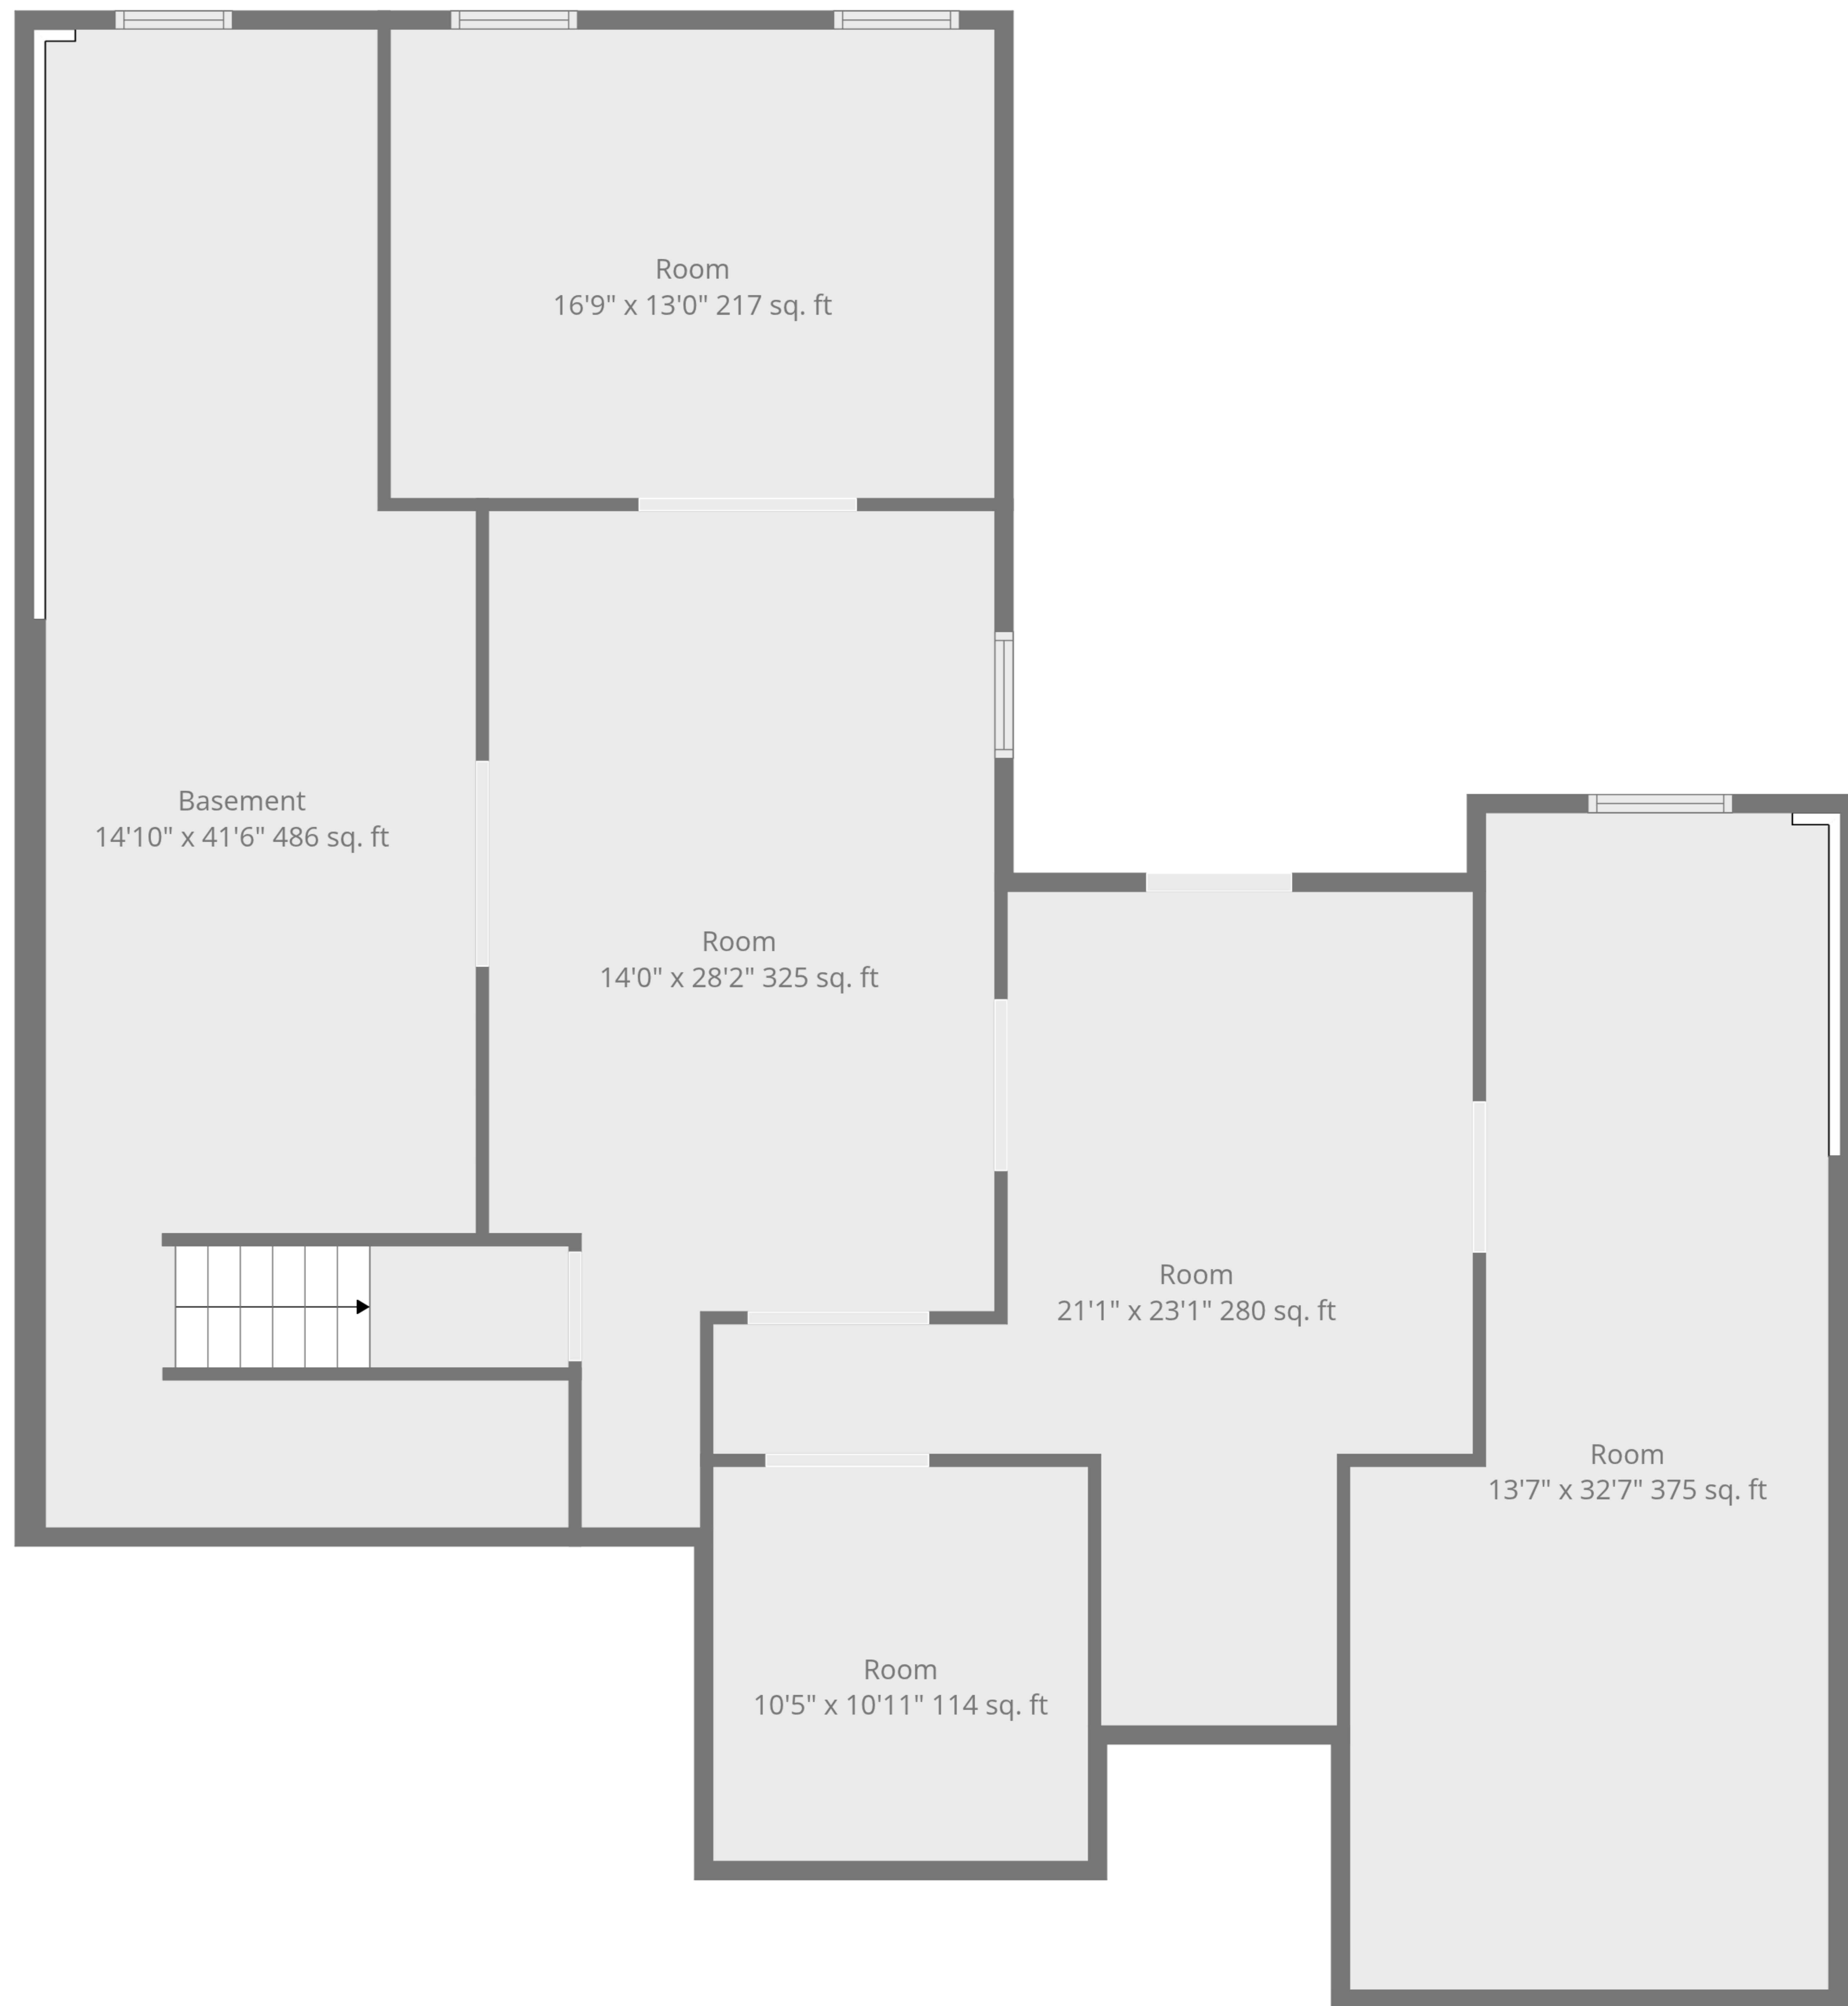 Room
16'9" x 13'0" 217 sq. ft
Basement
14'10" x 41'6" 486 sq. ft
Room
14'0" x 28'2" 325 sq. ft
Room
21'1" x 23'1" 280 sq. ft
Room
13'7" x 32'7" 375 sq. ft
Room
10'5" x 10'11" 114 sq. ft